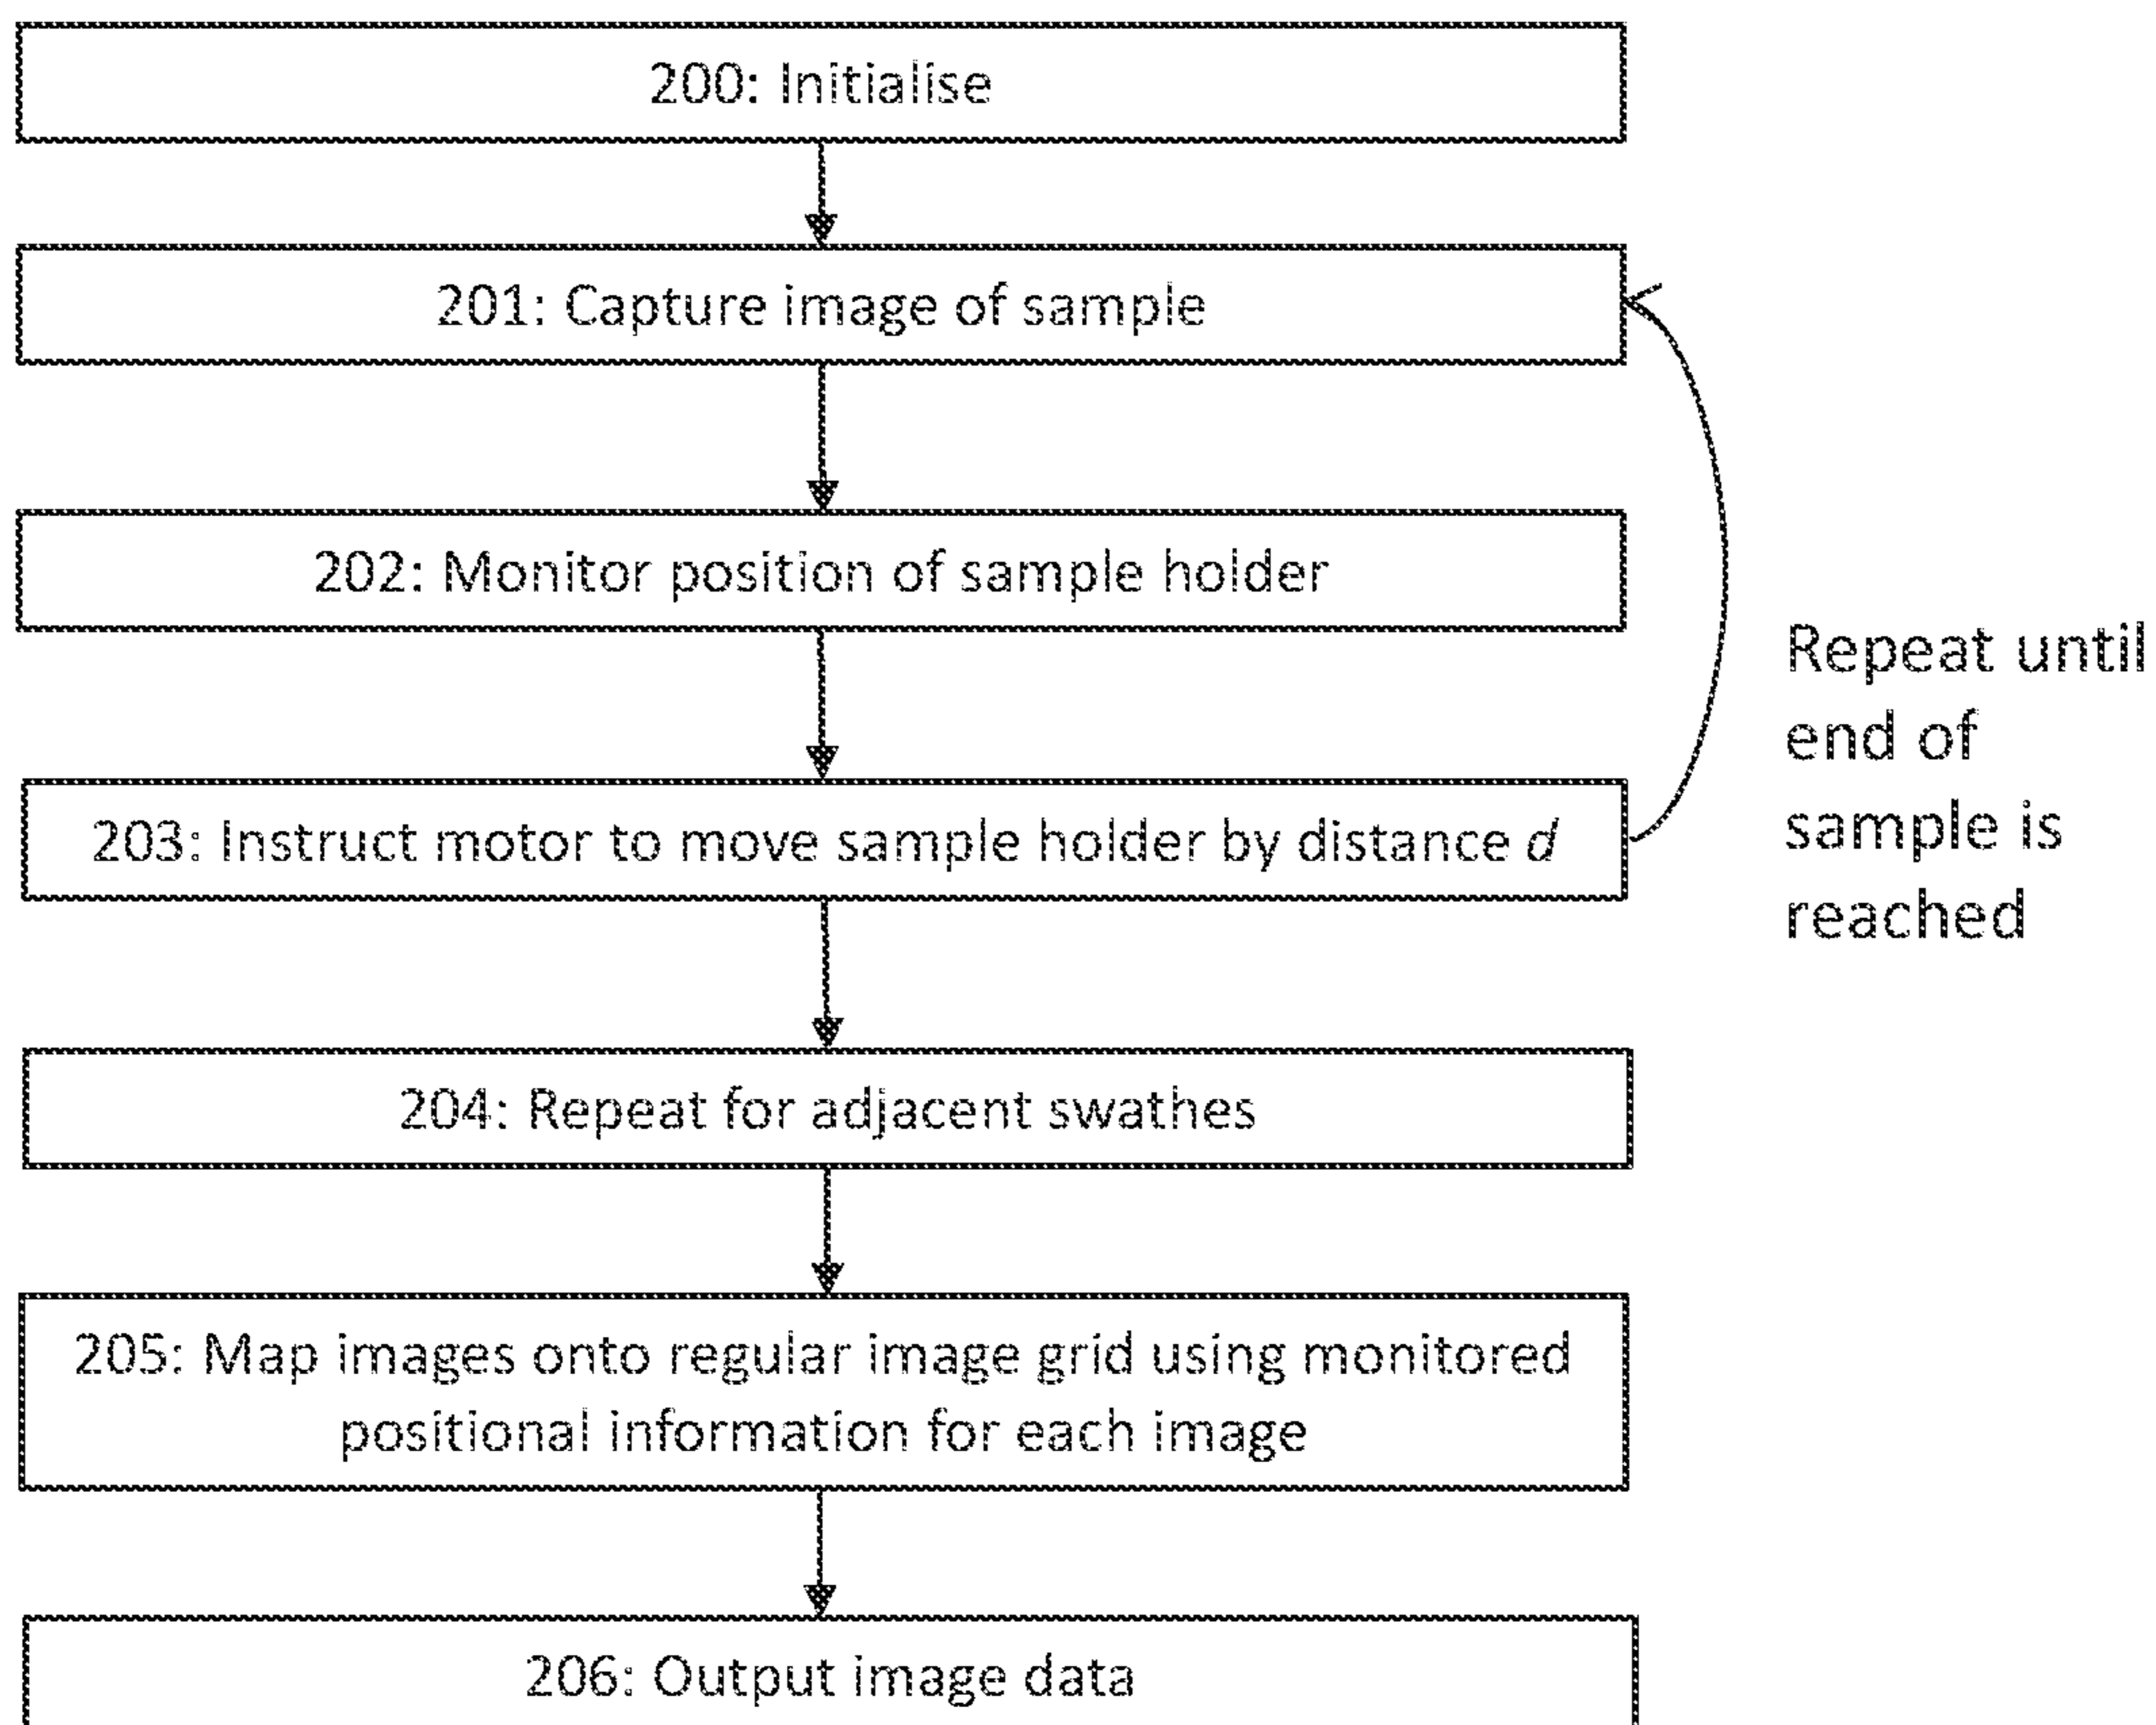 200: Initialise
201: Capture image of sample
202: Monitor position of sample holder
203: Instruct motor to move sample holder by distance d
Repeat until
end of
sample is
reached
204: Repeat for adjacent swathes
205: Map images onto regular image grid using monitored
positional information for each image
206: Output image data